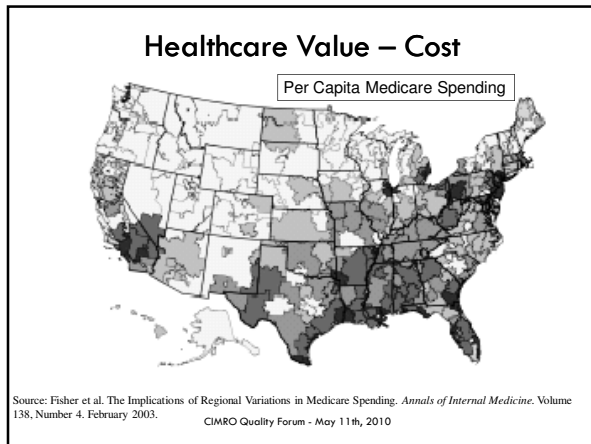 Healthcare Value – Cost
Per Capita Medicare Spending
Source: Fisher et al. The Implications of Regional Variations in Medicare Spending. Annals of Internal Medicine. Volume
138, Number 4. February 2003.
CIMRO Quality Forum - May 11th, 2010